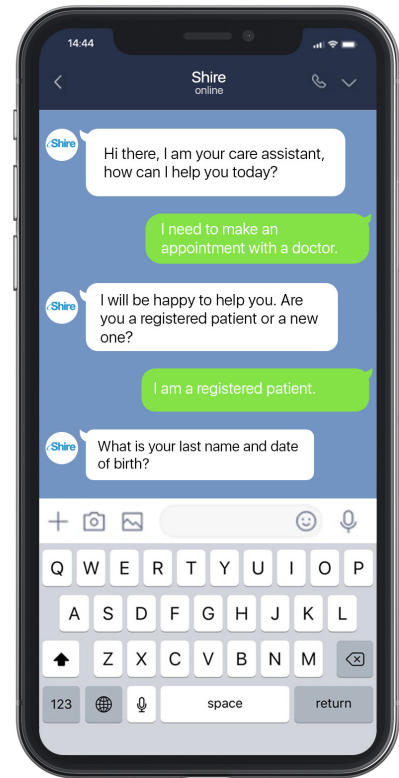 14:44
Shire
online
Shire
Hi there, I am your care assistant,
how can I help you today?
I need to make an
appointment with a doctor.
Shire
I will be happy to help you. Are
you a registered patient or a new
one?
I am a registered patient.
Shire
What is your last name and date
of birth?
Q W E R T Y U I O P
A S D F G H J K L
Z X C V B N M
123 space return